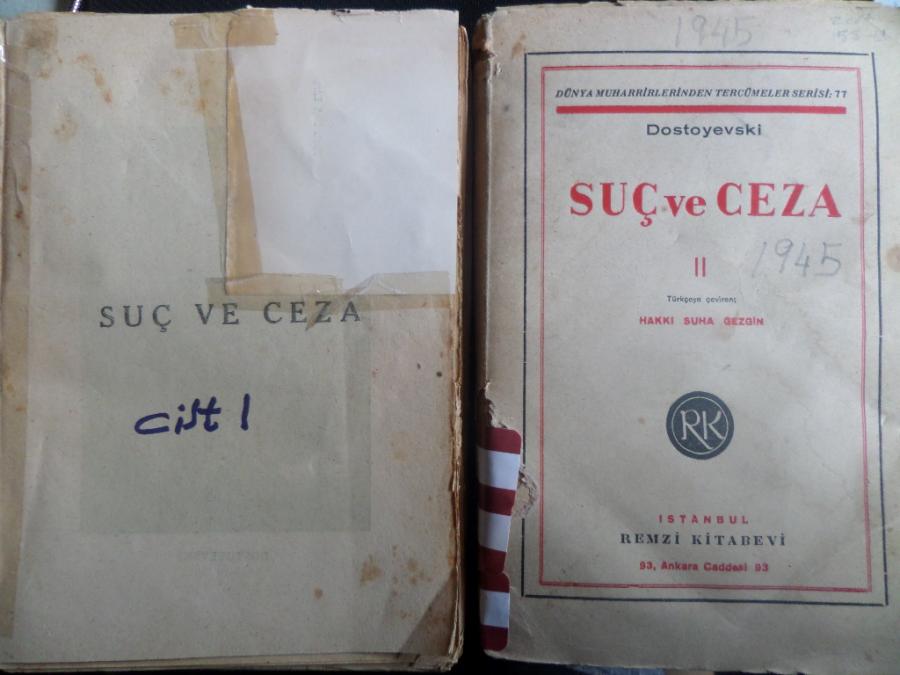 SUÇ VE CEZA
cilt 1
1945
DÜNYA MUHARRİRLERİNDEN TERCÜMELER SERİSİ: 77
Dostoyevski
SUÇ ve CEZA
II
1945
Türkçeye çeviren:
HAKKI SUHA GEZGİN
RK
ISTANBUL
REMZİ KİTABEVİ
93, Ankara Caddesi 93